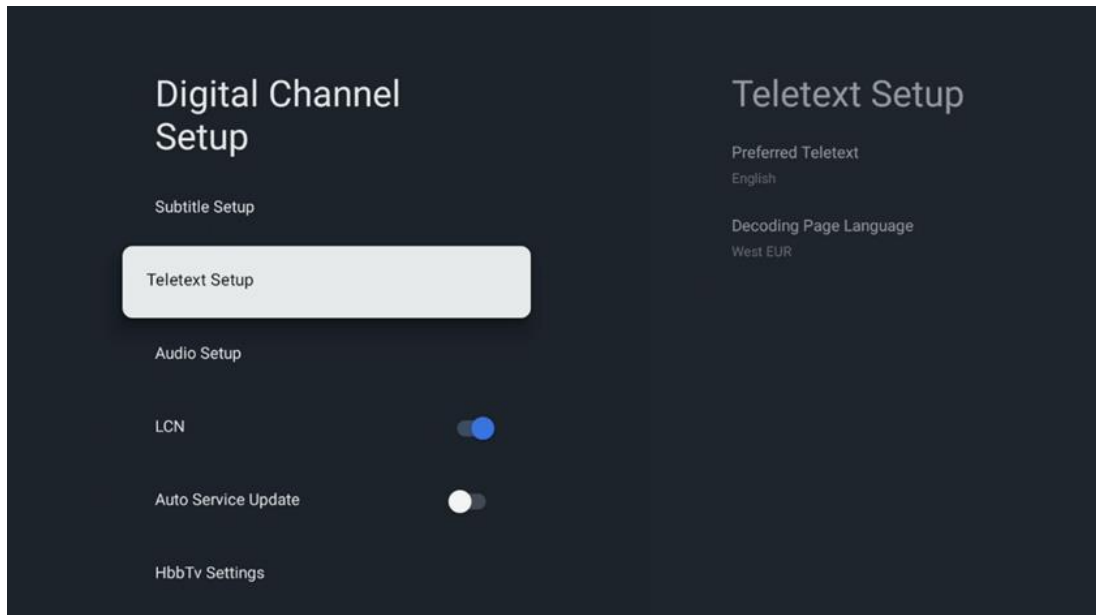 Digital Channel
Setup
Subtitle Setup
Teletext Setup
Audio Setup
LCN
Auto Service Update
HbbTv Settings
Teletext Setup
Preferred Teletext
English
Decoding Page Language
West EUR